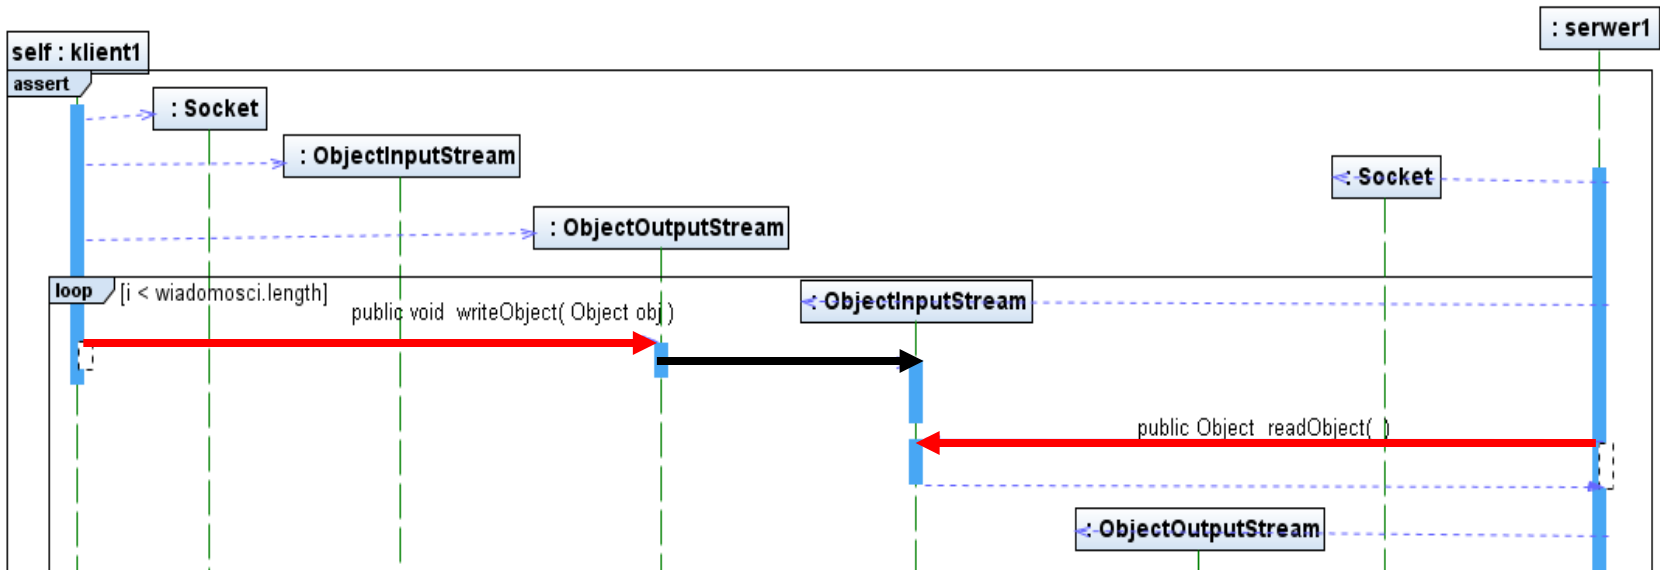 : serwer1
self : klient1
assert
: Socket
: ObjectInputStream
: Socket
: ObjectOutputStream
loop [i < wiadomosci.length]
: ObjectInputStream
public void writeObject( Object obj )
public Object readObject( )
: ObjectOutputStream